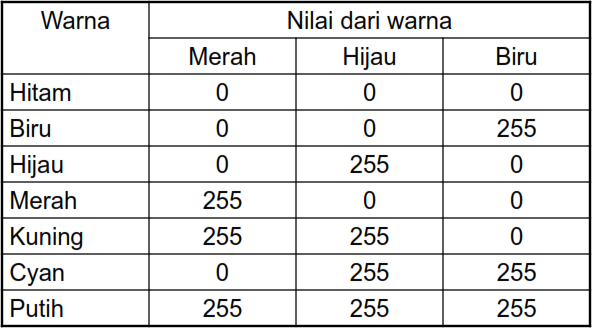 Warna Nilai dari warna
Merah Hijau Biru
Hitam 0 0 0
Biru 0 0 255
Hijau 0 255 0
Merah 255 0 0
Kuning 255 255 0
Cyan 0 255 255
Putih 255 255 255